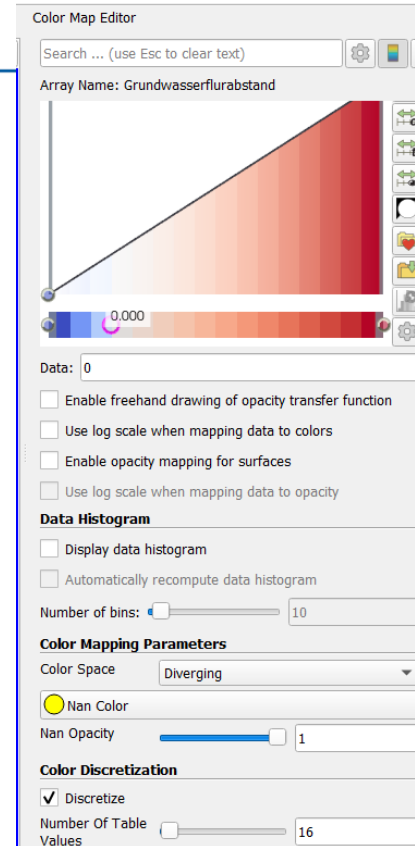 Color Map Editor
Search ... (use Esc to clear text)
Array Name: Grundwasserflurabstand
0.000
Data: 0
Enable freehand drawing of opacity transfer function
Use log scale when mapping data to colors
Enable opacity mapping for surfaces
Use log scale when mapping data to opacity
Data Histogram
Display data histogram
Automatically recompute data histogram
Number of bins: 10
Color Mapping Parameters
Color Space Diverging
Nan Color
Nan Opacity 1
Color Discretization
Discretize
Number Of Table
Values 16